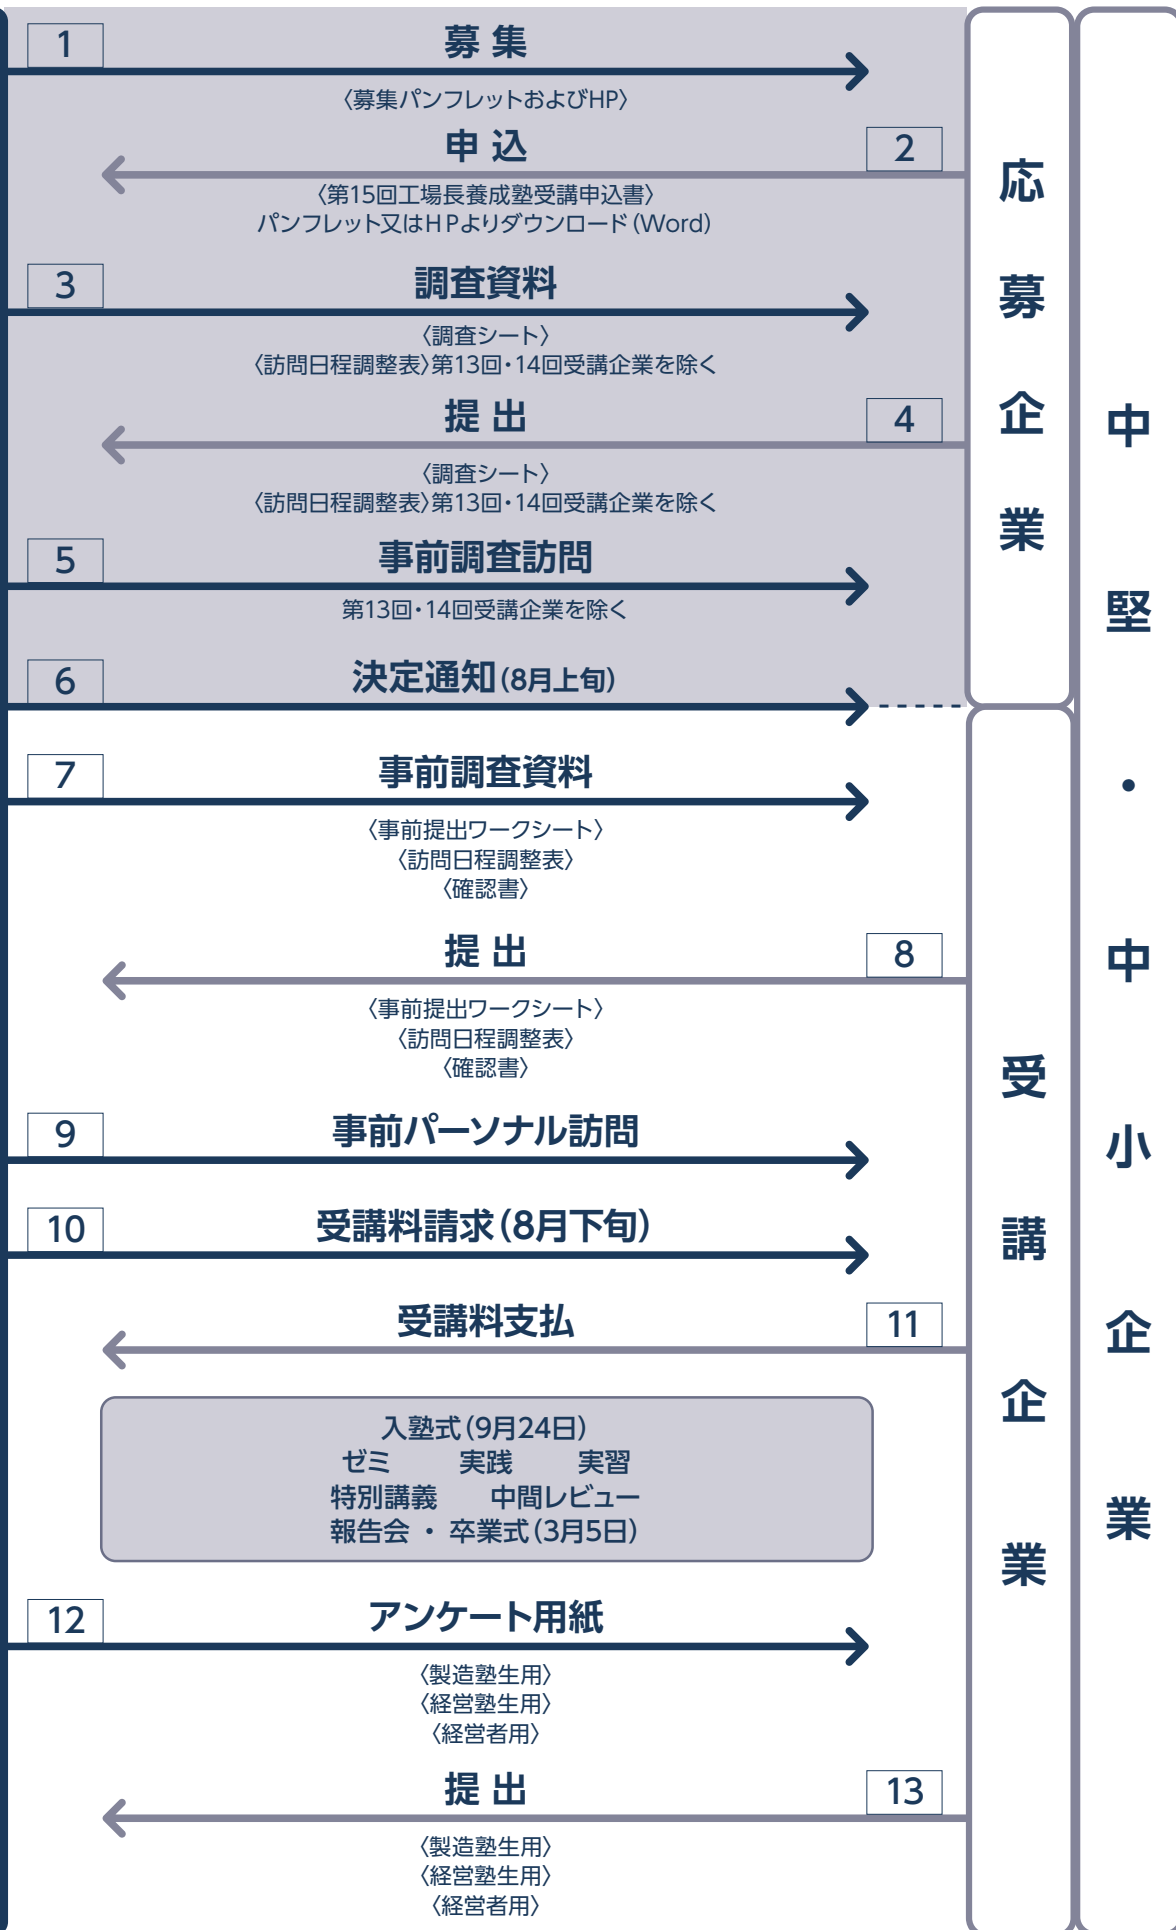 1
募 集
〈募集パンフレットおよびHP〉
申 込
2
〈第15回工場長養成塾受講申込書〉
パンフレット又はHPよりダウンロード(Word)
3
調査資料
〈調査シート〉
〈訪問日程調整表〉第13回・14回受講企業を除く
提 出
4
〈調査シート〉
〈訪問日程調整表〉第13回・14回受講企業を除く
5
事前調査訪問
第13回・14回受講企業を除く
6
決定通知(8月上旬)
7
事前調査資料
〈事前提出ワークシート〉
〈訪問日程調整表〉
〈確認書〉
提 出
8
〈事前提出ワークシート〉
〈訪問日程調整表〉
〈確認書〉
9
事前パーソナル訪問
10
受講料請求(8月下旬)
受講料支払
11
入塾式(9月24日)
ゼミ 実践 実習
特別講義 中間レビュー
報告会 ・ 卒業式(3月5日)
12
アンケート用紙
〈製造塾生用〉
〈経営塾生用〉
〈経営者用〉
提 出
13
〈製造塾生用〉
〈経営塾生用〉
〈経営者用〉
応募企業
受講企業
中堅・中小企業